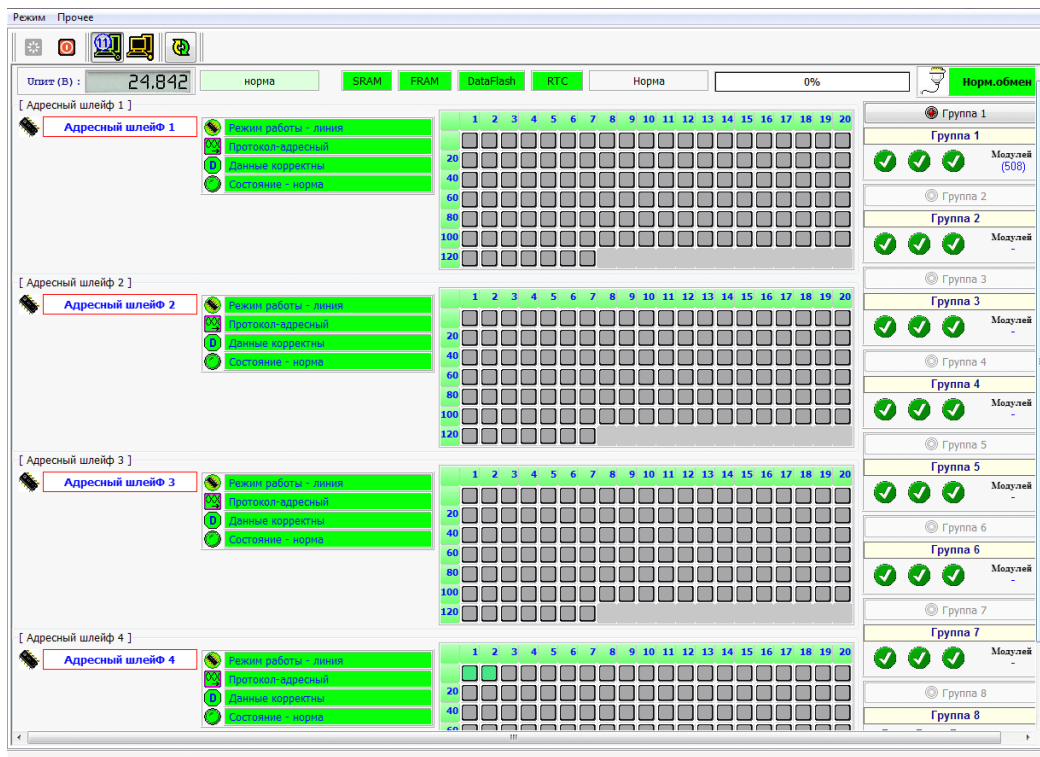 Режим Прочее
11
Uпит (В) : 24.842 норма SRAM FRAM DataFlash RTC Норма 0% Норм.обмен
[ Адресный шлейф 1 ]
Адресный шлейФ 1
Режим работы - линия
Протокол-адресный
D Данные корректны
Состояние - норма
1 2 3 4 5 6 7 8 9 10 11 12 13 14 15 16 17 18 19 20
20
40
60
80
100
120
[ Адресный шлейф 2 ]
Адресный шлейФ 2
Режим работы - линия
Протокол-адресный
D Данные корректны
Состояние - норма
1 2 3 4 5 6 7 8 9 10 11 12 13 14 15 16 17 18 19 20
20
40
60
80
100
120
[ Адресный шлейф 3 ]
Адресный шлейФ 3
Режим работы - линия
Протокол-адресный
D Данные корректны
Состояние - норма
1 2 3 4 5 6 7 8 9 10 11 12 13 14 15 16 17 18 19 20
20
40
60
80
100
120
[ Адресный шлейф 4 ]
Адресный шлейФ 4
Режим работы - линия
Протокол-адресный
D Данные корректны
Состояние - норма
1 2 3 4 5 6 7 8 9 10 11 12 13 14 15 16 17 18 19 20
20
40
60
Группа 1
Группа 1
Модулей
(508)
Группа 2
Группа 2
Модулей
-
Группа 3
Группа 3
Модулей
-
Группа 4
Группа 4
Модулей
-
Группа 5
Группа 5
Модулей
-
Группа 6
Группа 6
Модулей
-
Группа 7
Группа 7
Модулей
-
Группа 8
Группа 8